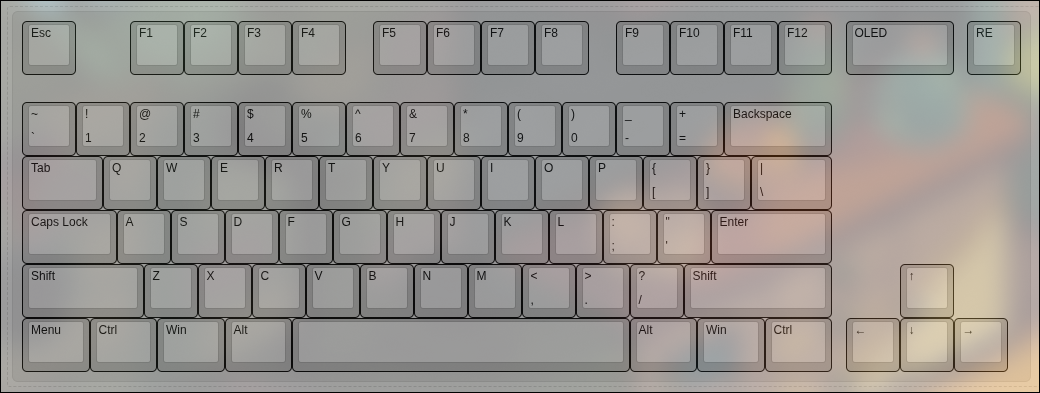 Esc F1 F2 F3 F4 F5 F6 F7 F8 F9 F10 F11 F12 OLED RE
~ ! @ # $ % ^ & * ( ) _ + Backspace
` 1 2 3 4 5 6 7 8 9 0 - =
Tab Q W E R T Y U I O P { } |
[ ] \
Caps Lock A S D F G H J K L : " Enter
; '
Shift Z X C V B N M < > ? Shift ↑
, . /
Menu Ctrl Win Alt Alt Win Ctrl ← ↓ →